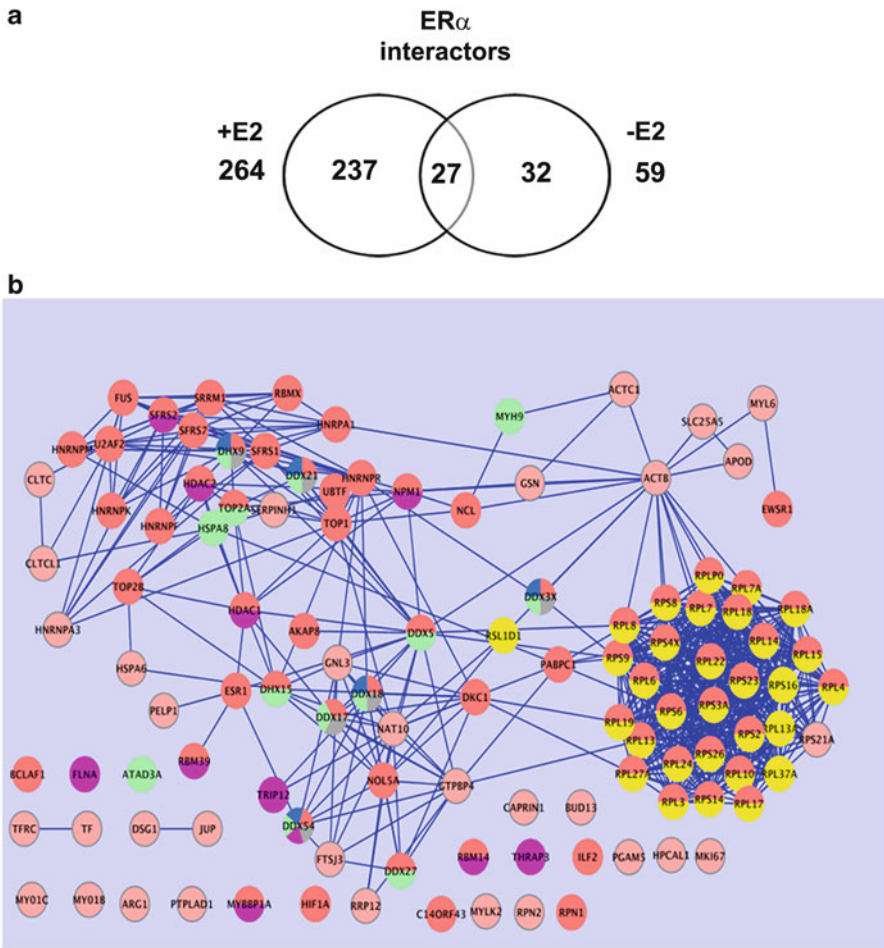 a
ERα
interactors
+E2
264
237
27
32
-E2
59
b
FUS
SRRM1
RBMX
SFRS2
SFRS7
HNRPA1
HNRNPM
U2AF2
DHX9
SFRS1
CLTC
HDAC2
DDX21
HNRNPR
UBTF
NPM1
HNRNPK
HNRNPF
TOP2A
SERPINH1
HSPA8
TOP1
NCL
CLTCL1
TOP2B
HNRNPA3
HDAC1
AKAP8
DDX5
RSL1D1
DDX3X
HSPA6
GNL3
PABPC1
PELP1
ESR1
DHX15
DDX18
DKC1
DDX17
NAT10
MYH9
ACTC1
SLC25A5
MYL6
GSN
ACTB
APOD
EWSR1
RPLP0
RPL7A
RPS8
RPL7
RPL18
RPL18A
RPL8
RPS4X
RPL14
RPS9
RPL22
RPL15
RPL6
RPS23
RPS16
RPL4
RPS6
RPS3A
RPL19
RPS2
RPL13A
RPL13
RPS21A
RPL27A
RPL24
RPS26
RPL10
RPL37A
RPL3
RPS14
RPL17
BCLAF1
FLNA
ATAD3A
RBM39
TRIP12
NOL5A
GTPBP4
CAPRIN1
BUD13
TFRC
TF
DSG1
JUP
DDX54
FTSJ3
DDX27
RBM14
THRAP3
ILF2
PGAM5
HPCAL1
MKI67
MYO1C
MYO1B
ARG1
PTPLAD1
MYBBP1A
HIF1A
RRP12
C14ORF43
MYLK2
RPN2
RPN1